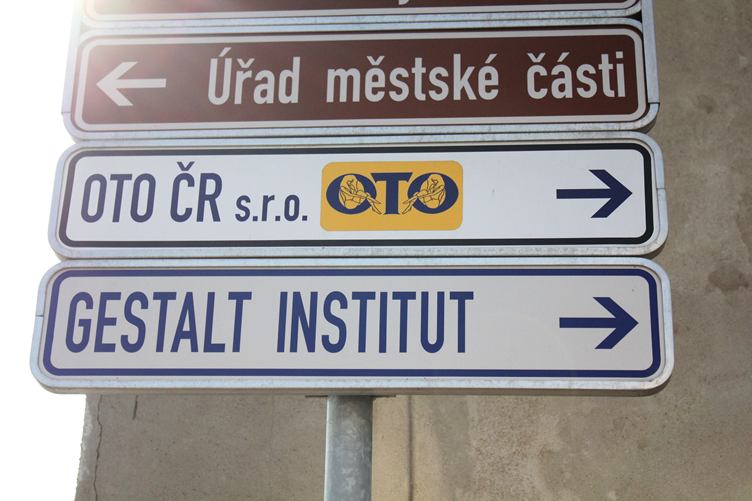 Úřad městské části
OTO ČR s.r.o. OTO
GESTALT INSTITUT